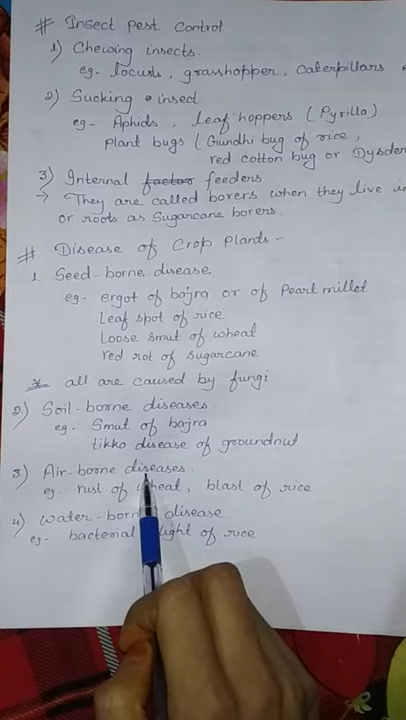 # Insect Pest Control
1) Chewing insects.
eg- locusts, grasshopper, caterpillars
2) Sucking insect
eg- Aphids, leaf hoppers (Pyrilla)
plant bugs (Gundhi bug of rice,
red cotton bug or Dysder
3) Internal feeders
→ They are called borers when they live in
or roots as Sugarcane borers.
# Disease of Crop Plants-
1. Seed-borne disease
eg- ergot of bajra or of Pearl millet
Leaf spot of rice
Loose smut of wheat
red rot of sugarcane
* all are caused by fungi
2) Soil-borne diseases.
eg- Smut of bajra
tikka disease of groundnut
3) Air-borne diseases.
eg- rust of wheat, blast of rice
4) water-borne disease
eg- bacterial blight of rice